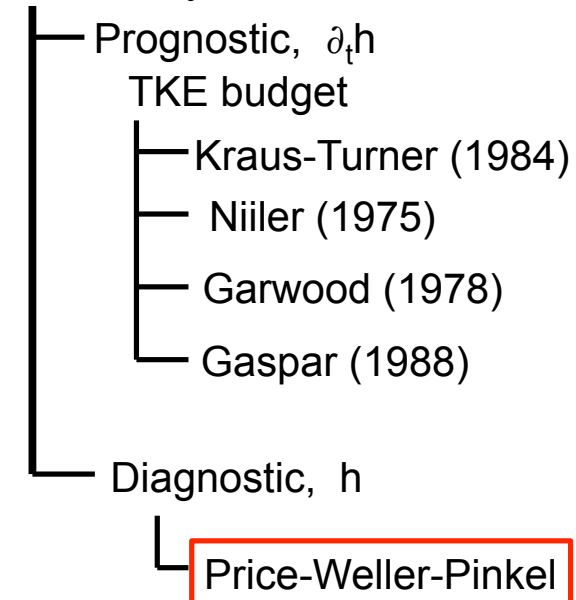 Prognostic, ∂ₜh
TKE budget
Kraus-Turner (1984)
Niiler (1975)
Garwood (1978)
Gaspar (1988)
Diagnostic, h
Price-Weller-Pinkel